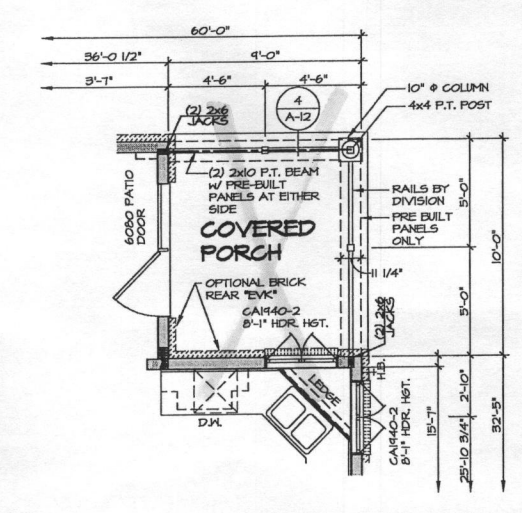 60'-0"
36'-0 1/2"
9'-0"
3'-7"
4'-6"
4'-6"
4
A-12
10" Φ COLUMN
4x4 P.T. POST
(2) 2x6
JACKS
(2) 2x10 P.T. BEAM
W/ PRE-BUILT
PANELS AT EITHER
SIDE
6080 PATIO
DOOR
RAILS BY
DIVISION
PRE BUILT
PANELS
ONLY
5'-0"
10'-0"
COVERED
PORCH
11 1/4"
OPTIONAL BRICK
REAR "EVK"
CA1940-2
8'-1" HDR. HGT.
(2) 2x6
JACKS
5'-0"
H.B.
LEDGE
D.W.
CA1940-2
8'-1" HDR. HGT.
15'-7"
2'-10"
25'-10 3/4"
32'-5"